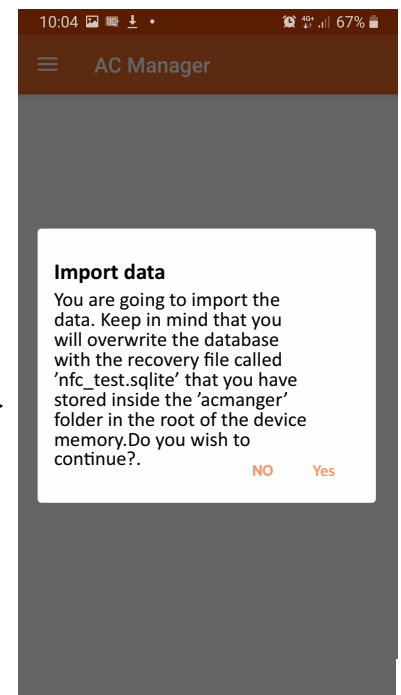 10:04 67%
AC Manager
Import data
You are going to import the
data. Keep in mind that you
will overwrite the database
with the recovery file called
’nfc_test.sqlite’ that you have
stored inside the ’acmanger’
folder in the root of the device
memory.Do you wish to
continue?.
NO Yes